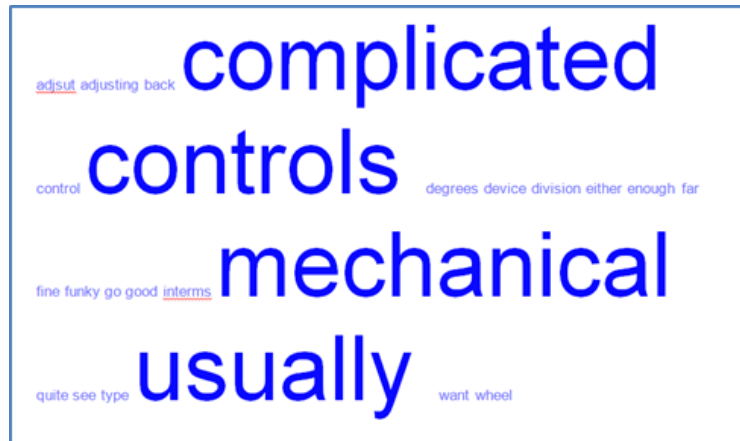 adjsut adjusting back complicated
control controls degrees device division either enough far
fine funky go good interms mechanical
quite see type usually want wheel